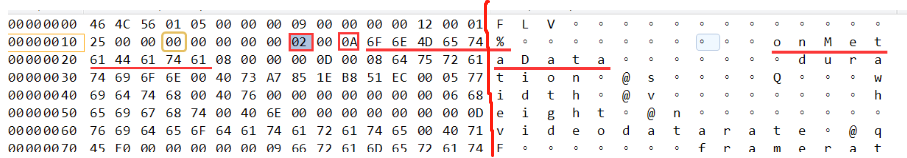 00000000 46 4C 56 01 05 00 00 00 09 00 00 00 00 12 00 01 F L V ◦ ◦ ◦ ◦ ◦ ◦ ◦ ◦ ◦ ◦ ◦ ◦ ◦
00000010 25 00 00 00 00 00 00 02 00 0A 6F 6E 4D 65 74 % ◦ ◦ ◦ ◦ ◦ ◦ ◦ ◦ ◦ o n M e t
00000020 61 44 61 74 61 08 00 00 00 0D 00 08 64 75 72 61 a D a t a ◦ ◦ ◦ ◦ ◦ ◦ ◦ d u r a
00000030 74 69 6F 6E 00 40 73 A7 85 1E B8 51 EC 00 05 77 t i o n ◦ @ s ◦ ◦ ◦ ◦ Q ◦ ◦ ◦ w
00000040 69 64 74 68 00 40 76 00 00 00 00 00 00 00 06 68 i d t h ◦ @ v ◦ ◦ ◦ ◦ ◦ ◦ ◦ ◦ h
00000050 65 69 67 68 74 00 40 6E 00 00 00 00 00 00 00 0D e i g h t ◦ @ n ◦ ◦ ◦ ◦ ◦ ◦ ◦ ◦
00000060 76 69 64 65 6F 64 61 74 61 72 61 74 65 00 40 71 v i d e o d a t a r a t e ◦ @ q
00000070 45 E0 00 00 00 00 00 09 66 72 61 6D 65 72 61 74 ◦ ◦ ◦ ◦ ◦ ◦ ◦ f r a m e r a t